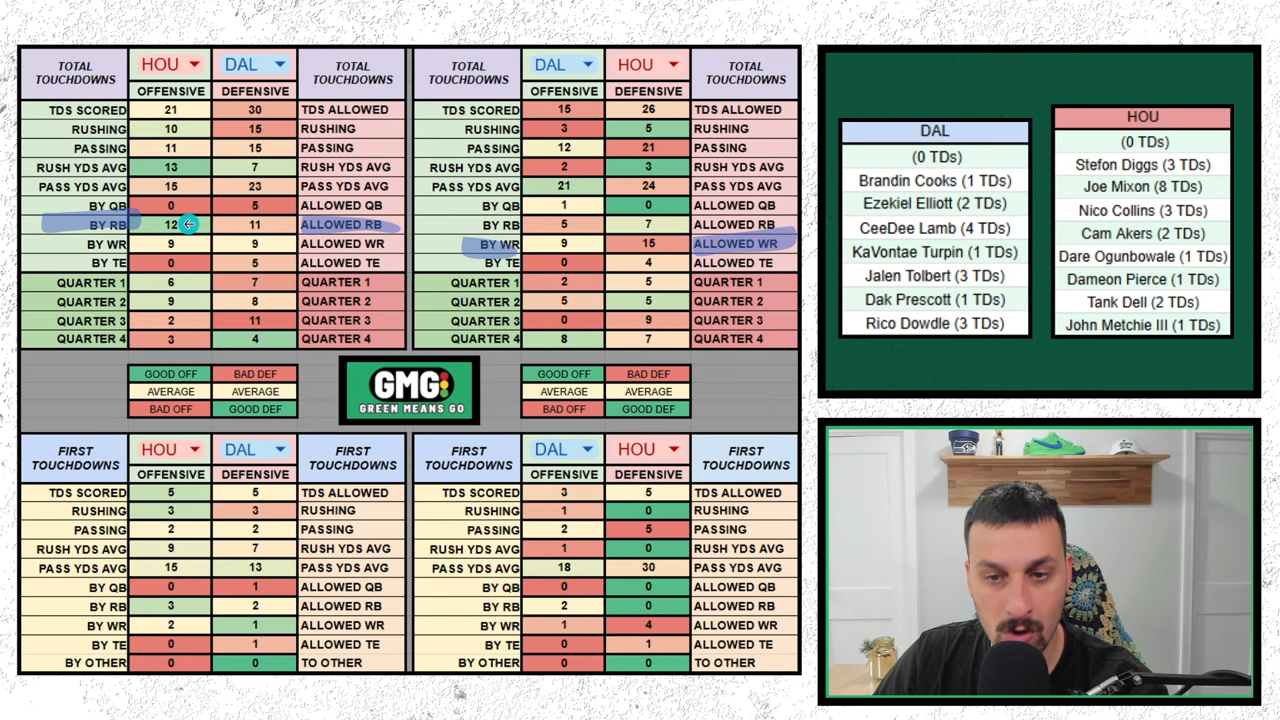 TOTAL TOUCHDOWNS HOU DAL TOTAL TOUCHDOWNS
OFFENSIVE DEFENSIVE
TDS SCORED 21 30 TDS ALLOWED
RUSHING 10 15 RUSHING
PASSING 11 15 PASSING
RUSH YDS AVG 13 7 RUSH YDS AVG
PASS YDS AVG 15 23 PASS YDS AVG
BY QB 0 5 ALLOWED QB
BY RB 12 11 ALLOWED RB
BY WR 9 9 ALLOWED WR
BY TE 0 5 ALLOWED TE
QUARTER 1 6 7 QUARTER 1
QUARTER 2 9 8 QUARTER 2
QUARTER 3 2 11 QUARTER 3
QUARTER 4 3 4 QUARTER 4
TOTAL TOUCHDOWNS DAL HOU TOTAL TOUCHDOWNS
OFFENSIVE DEFENSIVE
TDS SCORED 15 26 TDS ALLOWED
RUSHING 3 5 RUSHING
PASSING 12 21 PASSING
RUSH YDS AVG 2 3 RUSH YDS AVG
PASS YDS AVG 21 24 PASS YDS AVG
BY QB 1 0 ALLOWED QB
BY RB 5 7 ALLOWED RB
BY WR 9 15 ALLOWED WR
BY TE 0 4 ALLOWED TE
QUARTER 1 2 5 QUARTER 1
QUARTER 2 5 5 QUARTER 2
QUARTER 3 0 9 QUARTER 3
QUARTER 4 8 7 QUARTER 4
GOOD OFF BAD DEF
AVERAGE AVERAGE
BAD OFF GOOD DEF
GMG
GREEN MEANS GO
GOOD OFF BAD DEF
AVERAGE AVERAGE
BAD OFF GOOD DEF
FIRST TOUCHDOWNS HOU DAL FIRST TOUCHDOWNS
OFFENSIVE DEFENSIVE
TDS SCORED 5 5 TDS ALLOWED
RUSHING 3 3 RUSHING
PASSING 2 2 PASSING
RUSH YDS AVG 9 7 RUSH YDS AVG
PASS YDS AVG 15 13 PASS YDS AVG
BY QB 0 1 ALLOWED QB
BY RB 3 2 ALLOWED RB
BY WR 2 1 ALLOWED WR
BY TE 0 1 ALLOWED TE
BY OTHER 0 0 TO OTHER
FIRST TOUCHDOWNS DAL HOU FIRST TOUCHDOWNS
OFFENSIVE DEFENSIVE
TDS SCORED 3 5 TDS ALLOWED
RUSHING 1 0 RUSHING
PASSING 2 5 PASSING
RUSH YDS AVG 1 0 RUSH YDS AVG
PASS YDS AVG 18 30 PASS YDS AVG
BY QB 0 0 ALLOWED QB
BY RB 2 0 ALLOWED RB
BY WR 1 4 ALLOWED WR
BY TE 0 1 ALLOWED TE
BY OTHER 0 0 TO OTHER
DAL
(0 TDs)
Brandin Cooks (1 TDs)
Ezekiel Elliott (2 TDs)
CeeDee Lamb (4 TDs)
KaVontae Turpin (1 TDs)
Jalen Tolbert (3 TDs)
Dak Prescott (1 TDs)
Rico Dowdle (3 TDs)
HOU
(0 TDs)
Stefon Diggs (3 TDs)
Joe Mixon (8 TDs)
Nico Collins (3 TDs)
Cam Akers (2 TDs)
Dare Ogunbowale (1 TDs)
Dameon Pierce (1 TDs)
Tank Dell (2 TDs)
John Metchie III (1 TDs)